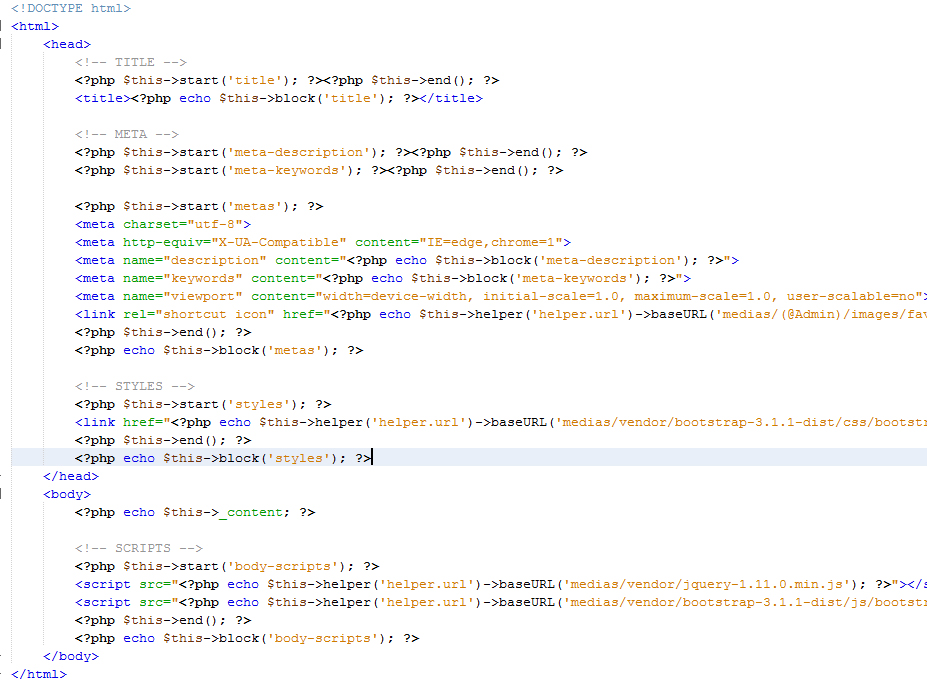 <!DOCTYPE html>
<html>
<head>
<!-- TITLE -->
<?php $this->start('title'); ?><?php $this->end(); ?>
<title><?php echo $this->block('title'); ?></title>
<!-- META -->
<?php $this->start('meta-description'); ?><?php $this->end(); ?>
<?php $this->start('meta-keywords'); ?><?php $this->end(); ?>
<?php $this->start('metas'); ?>
<meta charset="utf-8">
<meta http-equiv="X-UA-Compatible" content="IE=edge,chrome=1">
<meta name="description" content="<?php echo $this->block('meta-description'); ?>">
<meta name="keywords" content="<?php echo $this->block('meta-keywords'); ?>">
<meta name="viewport" content="width=device-width, initial-scale=1.0, maximum-scale=1.0, user-scalable=no">
<link rel="shortcut icon" href="<?php echo $this->helper('helper.url')->baseURL('medias/(@Admin)/images/fav
<?php $this->end(); ?>
<?php echo $this->block('metas'); ?>
<!-- STYLES -->
<?php $this->start('styles'); ?>
<link href="<?php echo $this->helper('helper.url')->baseURL('medias/vendor/bootstrap-3.1.1-dist/css/bootstr
<?php $this->end(); ?>
<?php echo $this->block('styles'); ?>
</head>
<body>
<?php echo $this->_content; ?>
<!-- SCRIPTS -->
<?php $this->start('body-scripts'); ?>
<script src="<?php echo $this->helper('helper.url')->baseURL('medias/vendor/jquery-1.11.0.min.js'); ?>"></s
<script src="<?php echo $this->helper('helper.url')->baseURL('medias/vendor/bootstrap-3.1.1-dist/js/bootstr
<?php $this->end(); ?>
<?php echo $this->block('body-scripts'); ?>
</body>
</html>